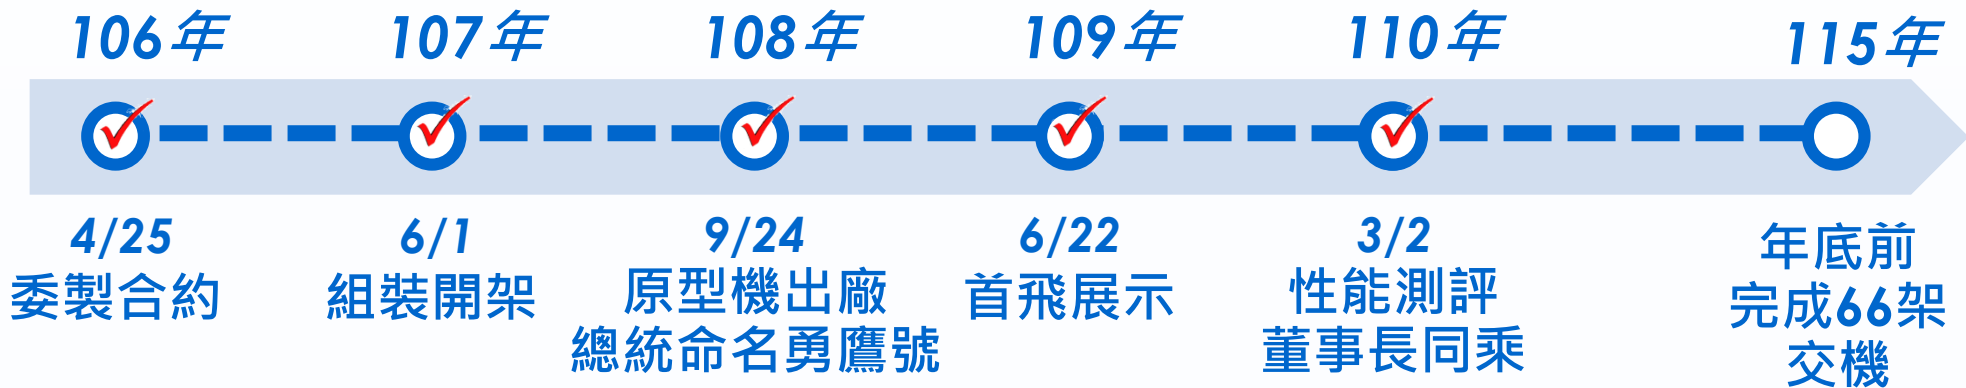 106年
107年
108年
109年
110年
115年
4/25
委製合約
6/1
組裝開架
9/24
原型機出廠
總統命名勇鷹號
6/22
首飛展示
3/2
性能測評
董事長同乘
年底前
完成66架
交機